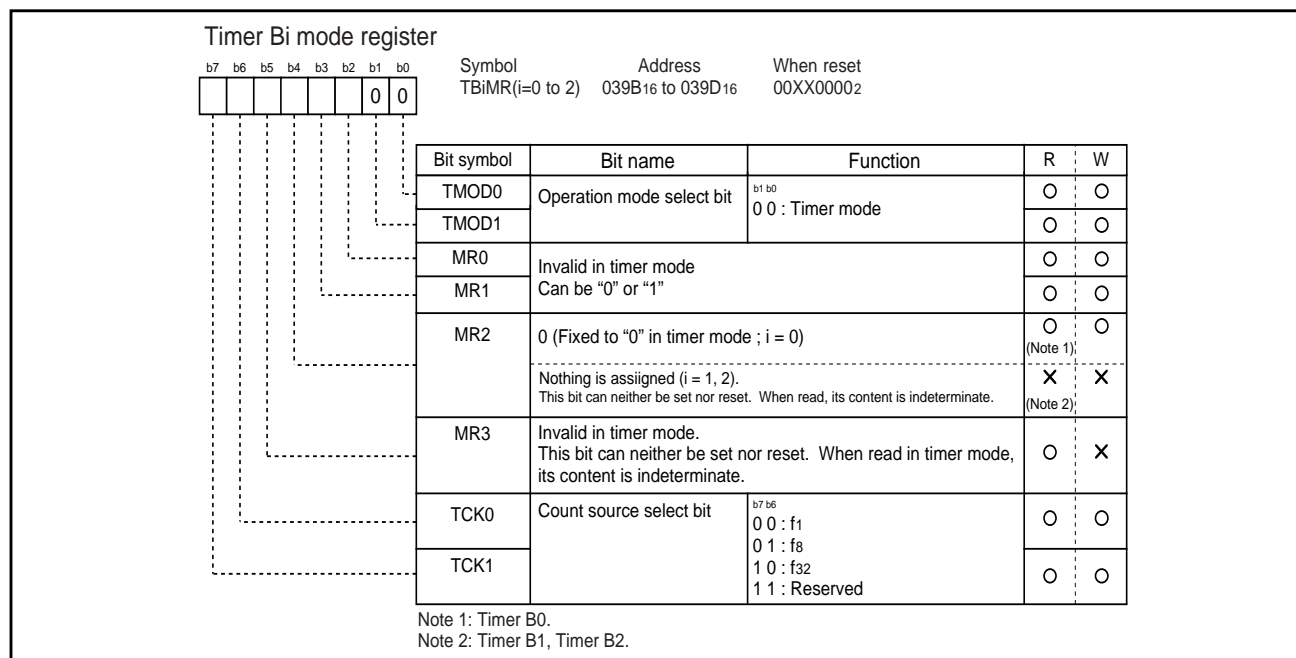 Timer Bi mode register
b7 b6 b5 b4 b3 b2 b1 b0
0 0
Symbol Address When reset
TBiMR(i=0 to 2) 039B16 to 039D16 00XX00002
Bit symbol Bit name Function R W
TMOD0 Operation mode select bit b1 b0
0 0 : Timer mode O O
TMOD1 O O
MR0 Invalid in timer mode O O
MR1 Can be “0” or “1” O O
MR2 0 (Fixed to “0” in timer mode ; i = 0) O O
(Note 1)
Nothing is assiigned (i = 1, 2). X X
This bit can neither be set nor reset. When read, its content is indeterminate. (Note 2)
MR3 Invalid in timer mode.
This bit can neither be set nor reset. When read in timer mode, O X
its content is indeterminate.
TCK0 Count source select bit b7 b6
0 0 : f1 O O
0 1 : f8
TCK1 1 0 : f32 O O
1 1 : Reserved
Note 1: Timer B0.
Note 2: Timer B1, Timer B2.